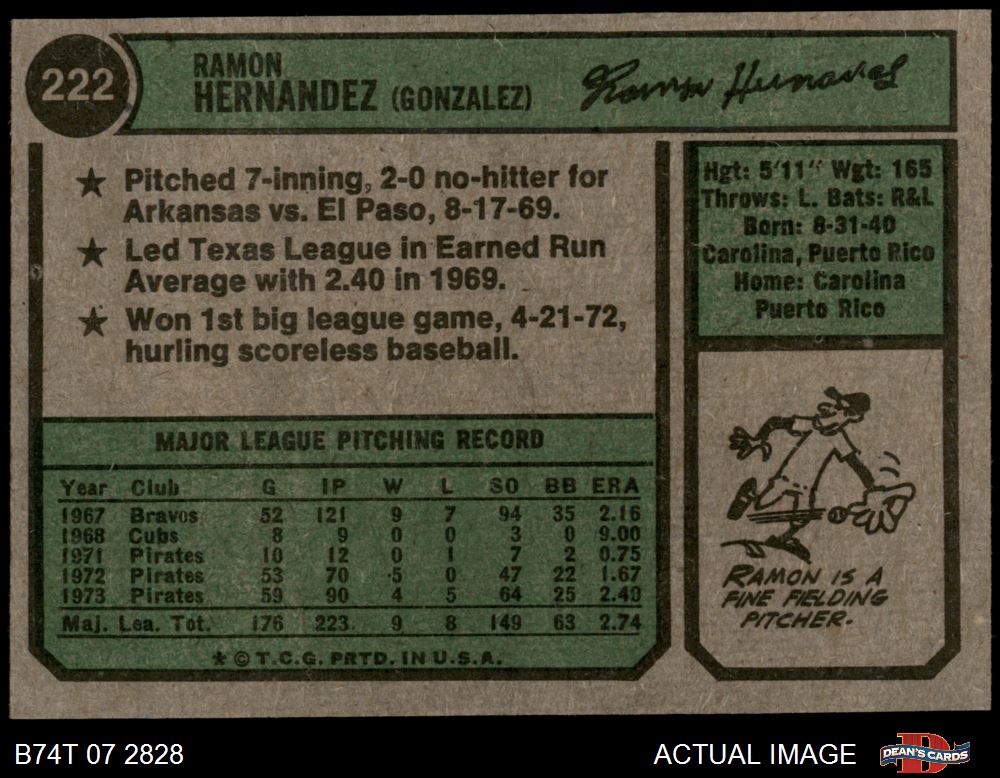 222
RAMON
HERNANDEZ (GONZALEZ)
Ramon Hernandez
★ Pitched 7-inning, 2-0 no-hitter for
Arkansas vs. El Paso, 8-17-69.
★ Led Texas League in Earned Run
Average with 2.40 in 1969.
★ Won 1st big league game, 4-21-72,
hurling scoreless baseball.
Hgt: 5'11" Wgt: 165
Throws: L. Bats: R&L
Born: 8-31-40
Carolina, Puerto Rico
Home: Carolina
Puerto Rico
MAJOR LEAGUE PITCHING RECORD
Year Club G IP W L SO BB ERA
1967 Bravos 52 121 9 7 94 35 2.16
1968 Cubs 8 9 0 0 3 0 9.00
1971 Pirates 10 12 0 1 7 2 0.75
1972 Pirates 53 70 5 0 47 22 1.67
1973 Pirates 59 90 4 5 64 25 2.40
Maj. Lea. Tot. 176 223 9 8 149 63 2.74
* © T.C.G. PRTD. IN U.S.A.
RAMON IS A
FINE FIELDING
PITCHER.
B74T 07 2828
ACTUAL IMAGE
DEAN'S CARDS